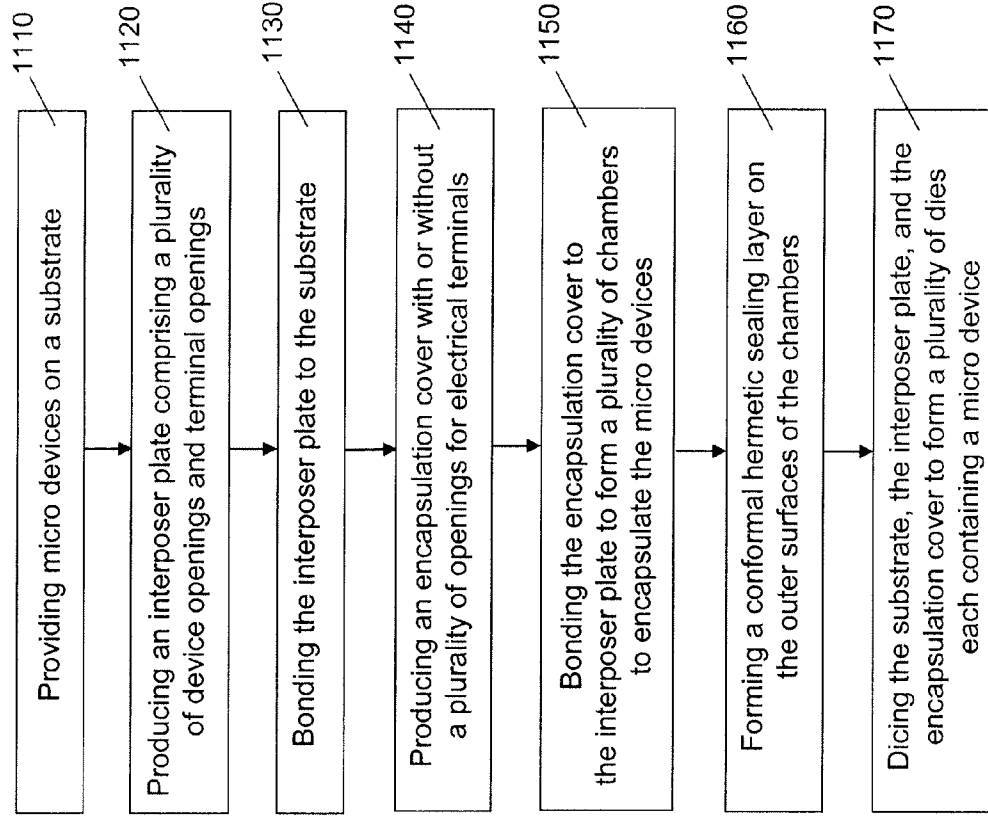 1110
Providing micro devices on a substrate
1120
Producing an interposer plate comprising a plurality
of device openings and terminal openings
1130
Bonding the interposer plate to the substrate
1140
Producing an encapsulation cover with or without
a plurality of openings for electrical terminals
1150
Bonding the encapsulation cover to
the interposer plate to form a plurality of chambers
to encapsulate the micro devices
1160
Forming a conformal hermetic sealing layer on
the outer surfaces of the chambers
1170
Dicing the substrate, the interposer plate, and the
encapsulation cover to form a plurality of dies
each containing a micro device